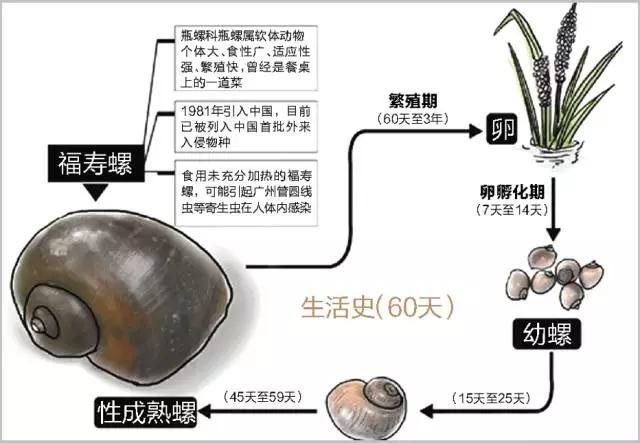 瓶螺科瓶螺属软体动物
个体大、食性广、适应性
强、繁殖快，曾经是餐桌
上的一道菜
1981年引入中国，目前
已被列入中国首批外来
入侵物种
食用未充分加热的福寿
螺，可能引起广州管圆线
虫等寄生虫在人体内感染
福寿螺
繁殖期
（60天至3年）
卵
卵孵化期
（7天至14天）
幼螺
（15天至25天）
（45天至59天）
性成熟螺
生活史（60天）